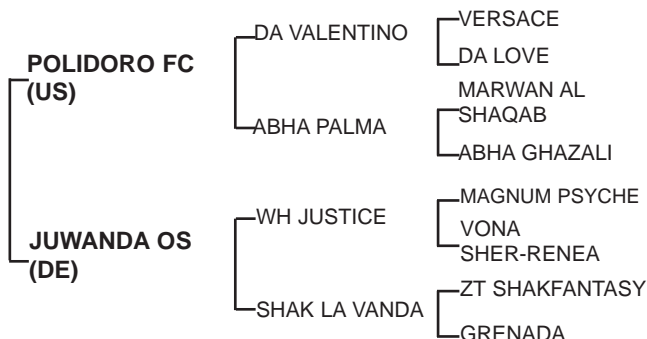 VERSACE
DA VALENTINO
DA LOVE
POLIDORO FC
(US)
MARWAN AL
SHAQAB
ABHA PALMA
ABHA GHAZALI
MAGNUM PSYCHE
WH JUSTICE
VONA
SHER-RENEA
JUWANDA OS
(DE)
ZT SHAKFANTASY
SHAK LA VANDA
GRENADA